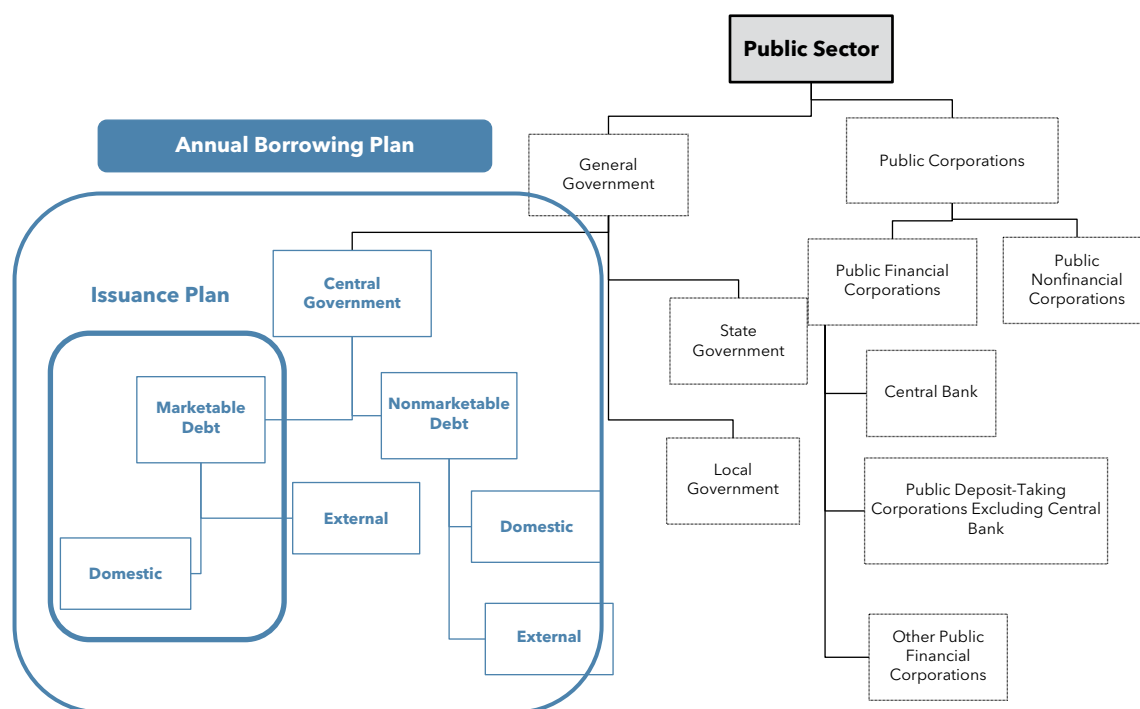 Public Sector
Annual Borrowing Plan
General
Government
Public Corporations
Central
Government
Public Financial
Corporations
Public
Nonfinancial
Corporations
Issuance Plan
State
Government
Marketable
Debt
Nonmarketable
Debt
Central Bank
Local
Government
External
Domestic
Public Deposit-Taking
Corporations Excluding Central
Bank
Domestic
External
Other Public
Financial
Corporations